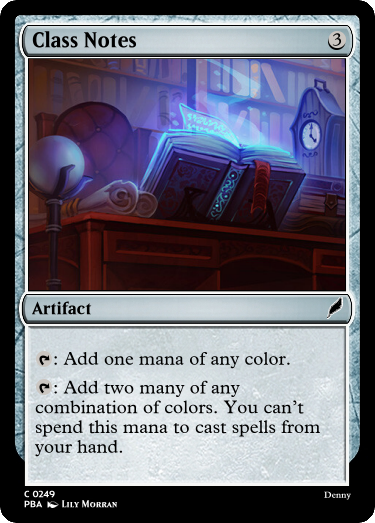 Class Notes 3
Artifact
: Add one mana of any color.
: Add two many of any
combination of colors. You can't
spend this mana to cast spells from
your hand.
C 0249 Denny
PBA Lily Morran